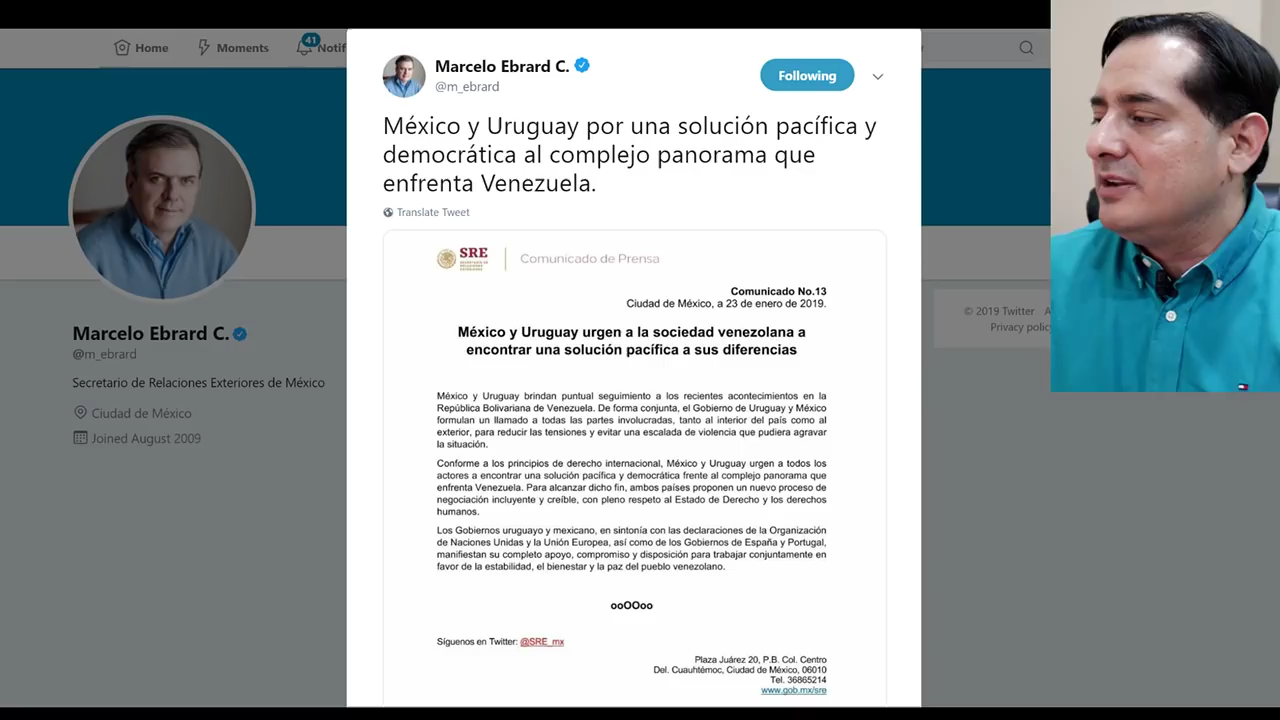 Home
Moments
41
Notif
Marcelo Ebrard C.
@m_ebrard
Following
México y Uruguay por una solución pacífica y
democrática al complejo panorama que
enfrenta Venezuela.
Translate Tweet
SRE
SECRETARÍA DE
RELACIONES
EXTERIORES
Comunicado de Prensa
Comunicado No.13
Ciudad de México, a 23 de enero de 2019.
México y Uruguay urgen a la sociedad venezolana a
encontrar una solución pacífica a sus diferencias
México y Uruguay brindan puntual seguimiento a los recientes acontecimientos en la
República Bolivariana de Venezuela. De forma conjunta, el Gobierno de Uruguay y México
formulan un llamado a todas las partes involucradas, tanto al interior del país como al
exterior, para reducir las tensiones y evitar una escalada de violencia que pudiera agravar
la situación.
Conforme a los principios de derecho internacional, México y Uruguay urgen a todos los
actores a encontrar una solución pacífica y democrática frente al complejo panorama que
enfrenta Venezuela. Para alcanzar dicho fin, ambos países proponen un nuevo proceso de
negociación incluyente y creíble, con pleno respeto al Estado de Derecho y los derechos
humanos.
Los Gobiernos uruguayo y mexicano, en sintonía con las declaraciones de la Organización
de Naciones Unidas y la Unión Europea, así como de los Gobiernos de España y Portugal,
manifiestan su completo apoyo, compromiso y disposición para trabajar conjuntamente en
favor de la estabilidad, el bienestar y la paz del pueblo venezolano.
ooOOoo
Síguenos en Twitter: @SRE_mx
Plaza Juárez 20, P.B. Col. Centro
Del. Cuauhtémoc, Ciudad de México, 06010
Tel. 36865214
www.gob.mx/sre
Marcelo Ebrard C.
@m_ebrard
Secretario de Relaciones Exteriores de México
Ciudad de México
Joined August 2009
© 2019 Twitter A
Privacy policy